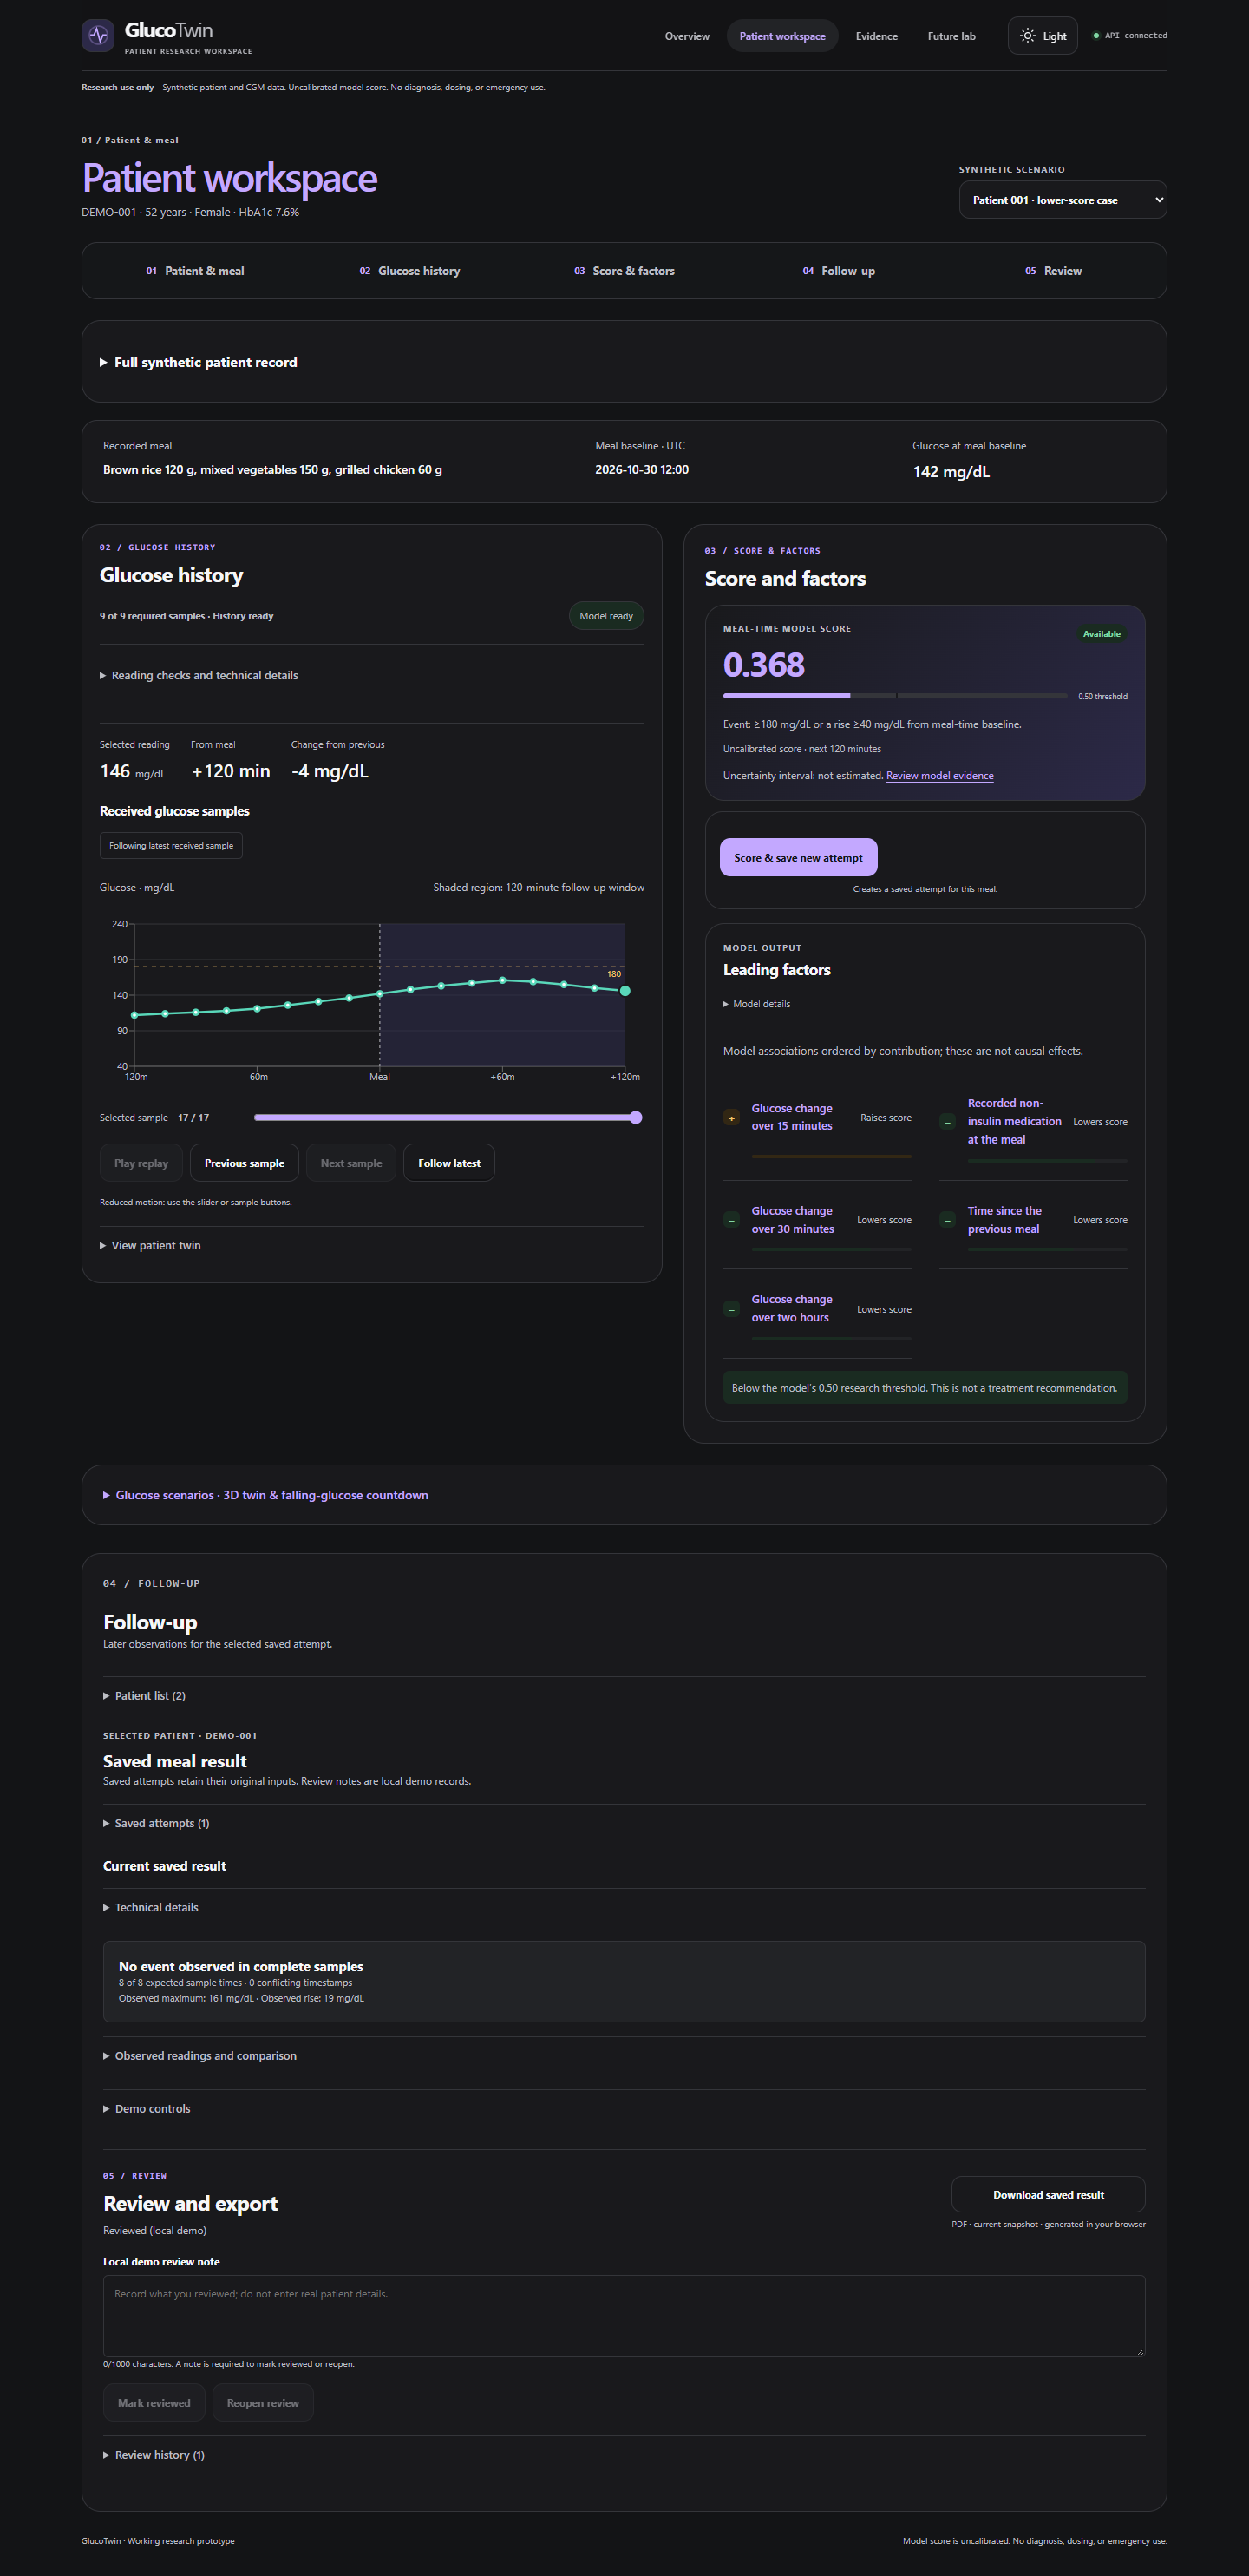 GlucoTwin
PATIENT RESEARCH WORKSPACE
Overview
Patient workspace
Evidence
Future lab
Light
API connected
Research use only Synthetic patient and CGM data. Uncalibrated model score. No diagnosis, dosing, or emergency use.
01 / Patient & meal
Patient workspace
DEMO-001 · 52 years · Female · HbA1c 7.6%
SYNTHETIC SCENARIO
Patient 001 · lower-score case
01 Patient & meal
02 Glucose history
03 Score & factors
04 Follow-up
05 Review
Full synthetic patient record
Recorded meal
Brown rice 120 g, mixed vegetables 150 g, grilled chicken 60 g
Meal baseline · UTC
2026-10-30 12:00
Glucose at meal baseline
142 mg/dL
02 / GLUCOSE HISTORY
Glucose history
9 of 9 required samples · History ready
Model ready
Reading checks and technical details
Selected reading
146 mg/dL
From meal
+120 min
Change from previous
-4 mg/dL
Received glucose samples
Following latest received sample
Glucose · mg/dL
Shaded region: 120-minute follow-up window
240
190
180
140
90
40
-120m
-60m
Meal
+60m
+120m
Selected sample 17 / 17
Play replay
Previous sample
Next sample
Follow latest
Reduced motion: use the slider or sample buttons.
View patient twin
03 / SCORE & FACTORS
Score and factors
MEAL-TIME MODEL SCORE
Available
0.368
0.50 threshold
Event: ≥180 mg/dL or a rise ≥40 mg/dL from meal-time baseline.
Uncalibrated score · next 120 minutes
Uncertainty interval: not estimated. Review model evidence
Score & save new attempt
Creates a saved attempt for this meal.
MODEL OUTPUT
Leading factors
Model details
Model associations ordered by contribution; these are not causal effects.
+
Glucose change
over 15 minutes
Raises score
–
Recorded non-
insulin medication
at the meal
Lowers score
–
Glucose change
over 30 minutes
Lowers score
–
Time since the
previous meal
Lowers score
–
Glucose change
over two hours
Lowers score
Below the model's 0.50 research threshold. This is not a treatment recommendation.
Glucose scenarios · 3D twin & falling-glucose countdown
04 / FOLLOW-UP
Follow-up
Later observations for the selected saved attempt.
Patient list (2)
SELECTED PATIENT · DEMO-001
Saved meal result
Saved attempts retain their original inputs. Review notes are local demo records.
Saved attempts (1)
Current saved result
Technical details
No event observed in complete samples
8 of 8 expected sample times · 0 conflicting timestamps
Observed maximum: 161 mg/dL · Observed rise: 19 mg/dL
Observed readings and comparison
Demo controls
05 / REVIEW
Review and export
Reviewed (local demo)
Download saved result
PDF · current snapshot · generated in your browser
Local demo review note
Record what you reviewed; do not enter real patient details.
0/1000 characters. A note is required to mark reviewed or reopen.
Mark reviewed
Reopen review
Review history (1)
GlucoTwin · Working research prototype
Model score is uncalibrated. No diagnosis, dosing, or emergency use.